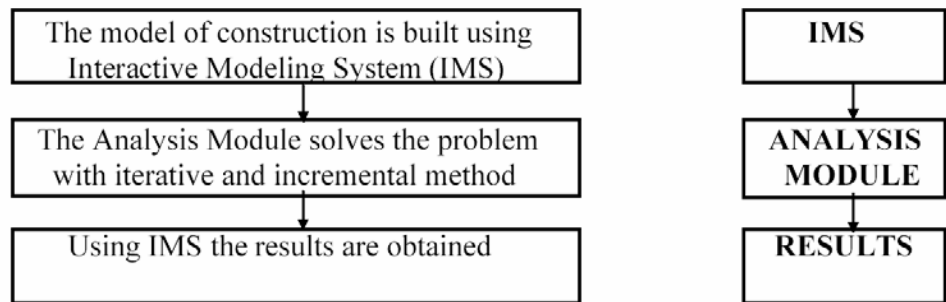 The model of construction is built using
Interactive Modeling System (IMS)
The Analysis Module solves the problem
with iterative and incremental method
Using IMS the results are obtained
IMS
ANALYSIS
MODULE
RESULTS